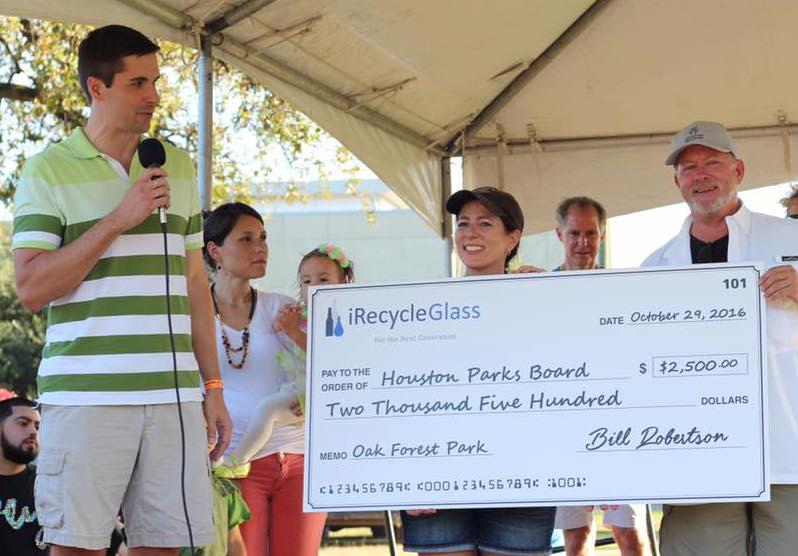 101
iRecycleGlass
For the Next Generation
DATE October 29, 2016
PAY TO THE
ORDER OF Houston Parks Board $ $2,500.00
Two Thousand Five Hundred DOLLARS
MEMO Oak Forest Park Bill Robertson
⑆123456789⑆ ⑆000123456789⑆ ⑆1001⑆